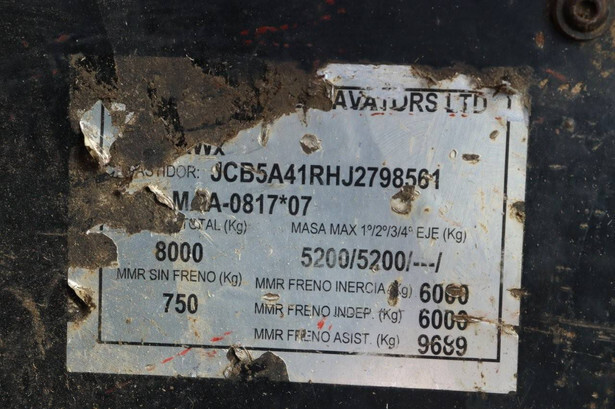 LTD
JCB5A41RHJ2798561
0817*07
(Kg) MASA MAX 1º/2º/3/4º EJE (Kg)
8000 5200/5200/---/
MMR SIN FRENO (Kg) MMR FRENO INERCIA (Kg) 6000
750 MMR FRENO INDEP. (Kg) 6000
MMR FRENO ASIST. (Kg) 9689